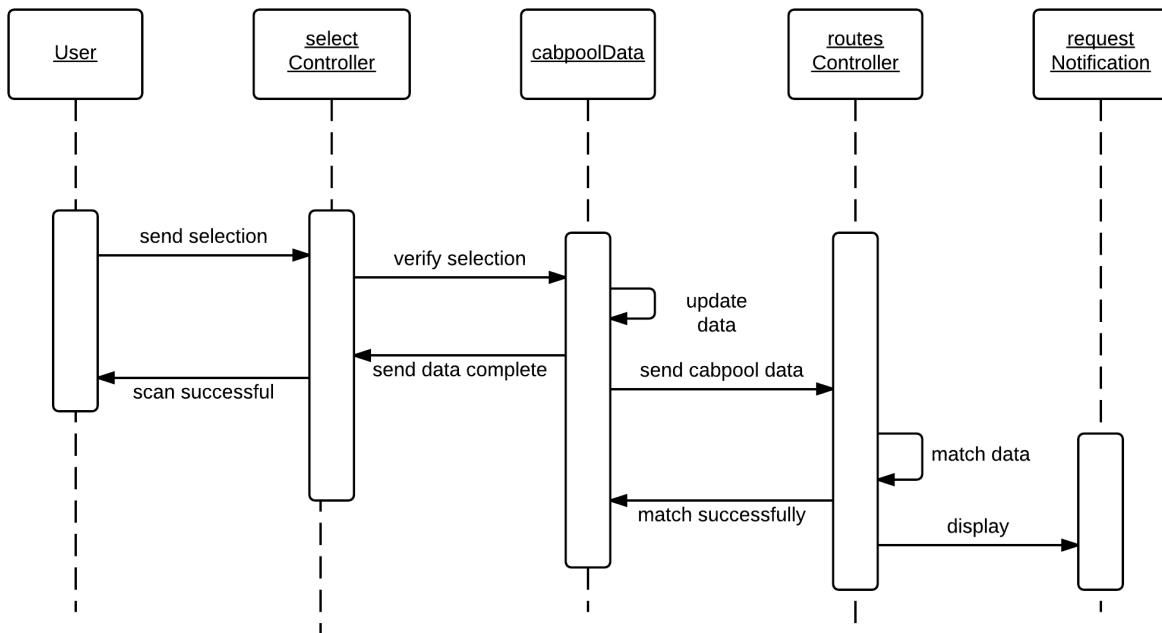 User
select
Controller
cabpoolData
routes
Controller
request
Notification
send selection
verify selection
update
data
send data complete
send cabpool data
scan successful
match data
match successfully
display